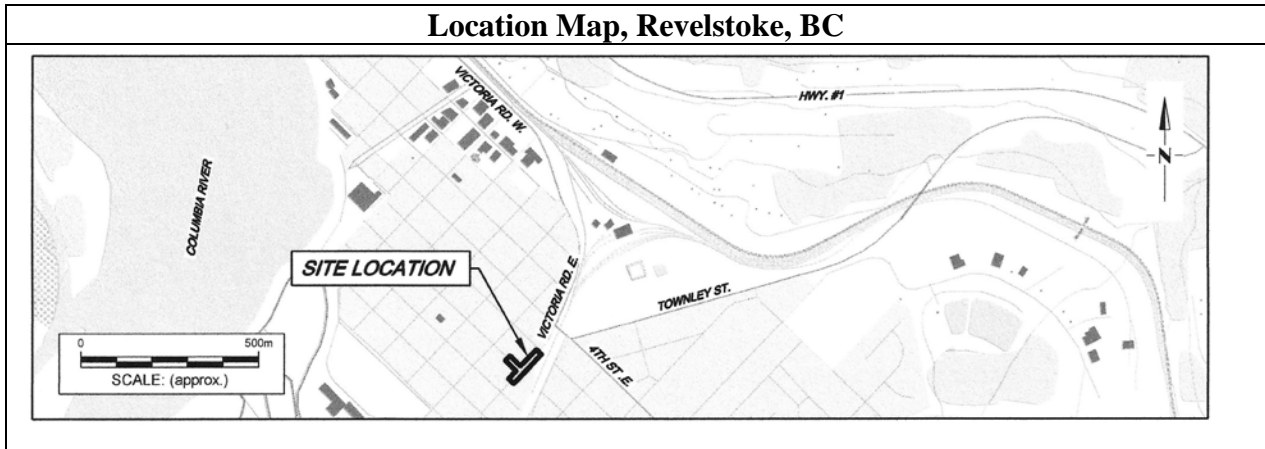 Location Map, Revelstoke, BC
VICTORIA RD. W.
HWY. #1
N
COLUMBIA RIVER
SITE LOCATION
VICTORIA RD. E.
TOWNLEY ST.
4TH ST .E.
0 500m
SCALE: (approx.)